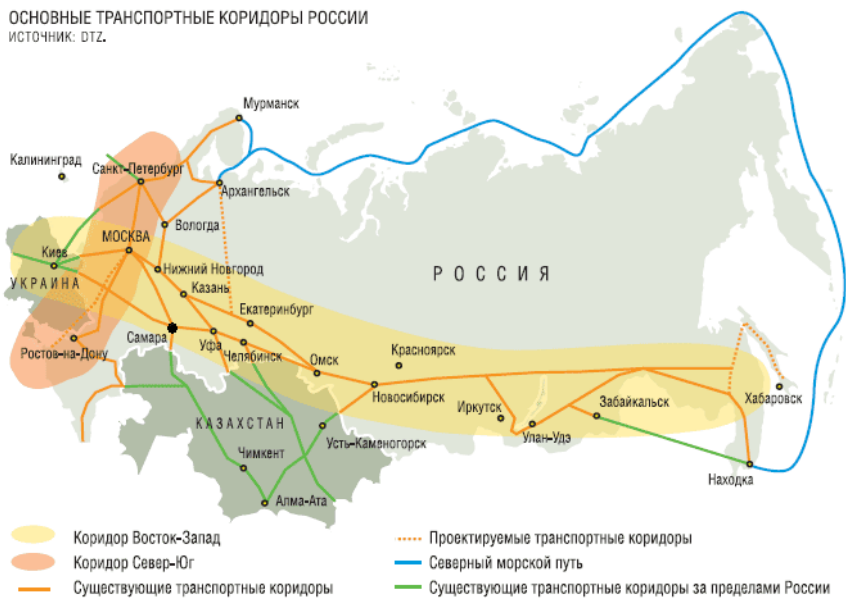 ОСНОВНЫЕ ТРАНСПОРТНЫЕ КОРИДОРЫ РОССИИ
ИСТОЧНИК: DTZ.
Мурманск
Калининград
Санкт-Петербург
Архангельск
Вологда
МОСКВА
Киев
УКРАИНА
Нижний Новгород
РОССИЯ
Казань
Екатеринбург
Самара
Уфа
Ростов-на-Дону
Челябинск
Омск
Красноярск
Новосибирск
Иркутск
Забайкальск
Хабаровск
КАЗАХСТАН
Усть-Каменогорск
Улан-Удэ
Чимкент
Находка
Алма-Ата
Коридор Восток-Запад
Коридор Север-Юг
Существующие транспортные коридоры
Проектируемые транспортные коридоры
Северный морской путь
Существующие транспортные коридоры за пределами России